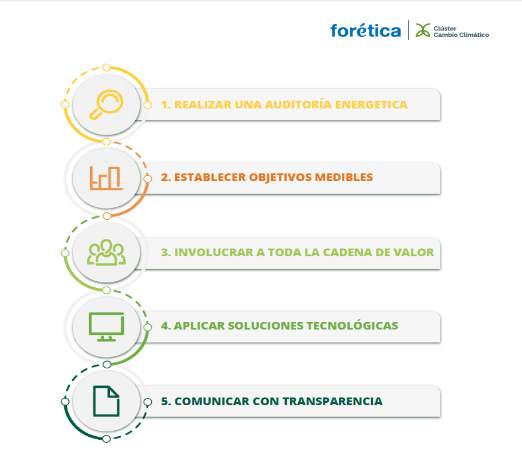 forética
Clúster
Cambio Climático
1. REALIZAR UNA AUDITORÍA ENERGETICA
2. ESTABLECER OBJETIVOS MEDIBLES
3. INVOLUCRAR A TODA LA CADENA DE VALOR
4. APLICAR SOLUCIONES TECNOLÓGICAS
5. COMUNICAR CON TRANSPARENCIA